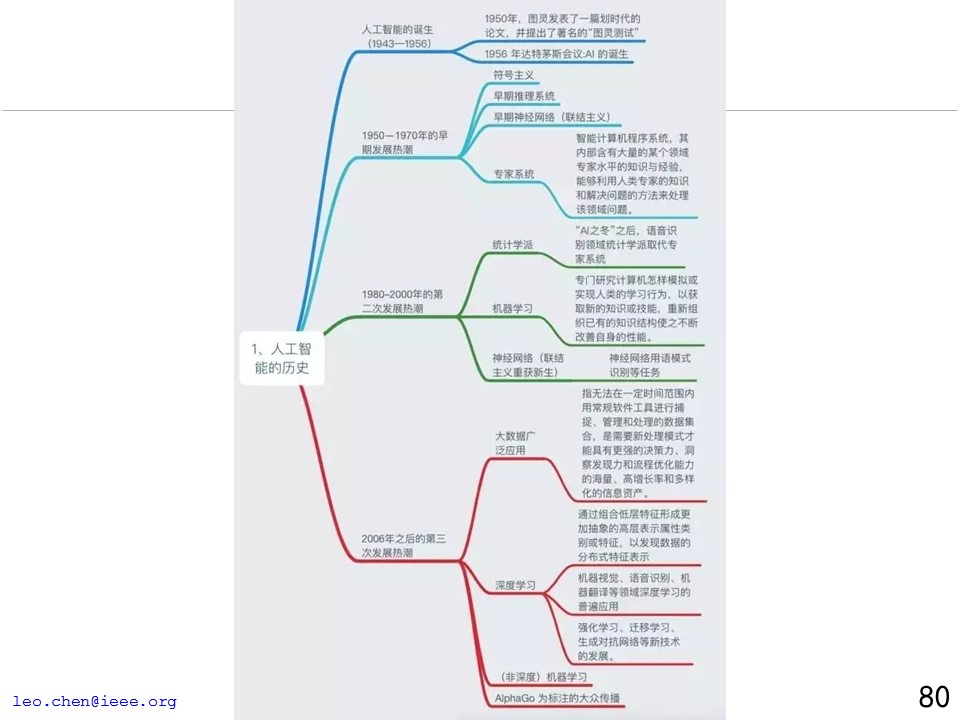 1、人工智
能的历史
人工智能的诞生
（1943—1956）
1950年，图灵发表了一篇划时代的
论文，并提出了著名的“图灵测试”
1956 年达特茅斯会议:AI 的诞生
1950—1970年的早
期发展热潮
符号主义
早期推理系统
早期神经网络（联结主义）
专家系统
智能计算机程序系统，其
内部含有大量的某个领域
专家水平的知识与经验，
能够利用人类专家的知识
和解决问题的方法来处理
该领域问题。
1980–2000年的第
二次发展热潮
统计学派
“AI之冬”之后，语音识
别领域统计学派取代专
家系统
机器学习
专门研究计算机怎样模拟或
实现人类的学习行为，以获
取新的知识或技能，重新组
织已有的知识结构使之不断
改善自身的性能。
神经网络（联结
主义重获新生）
神经网络用语模式
识别等任务
2006年之后的第三
次发展热潮
大数据广
泛应用
指无法在一定时间范围内
用常规软件工具进行捕
捉、管理和处理的数据集
合，是需要新处理模式才
能具有更强的决策力、洞
察发现力和流程优化能力
的海量、高增长率和多样
化的信息资产。
深度学习
通过组合低层特征形成更
加抽象的高层表示属性类
别或特征，以发现数据的
分布式特征表示
机器视觉、语音识别、机
器翻译等领域深度学习的
普遍应用
强化学习、迁移学习、
生成对抗网络等新技术
的发展。
（非深度）机器学习
AlphaGo 为标注的大众传播
leo.chen@ieee.org
80